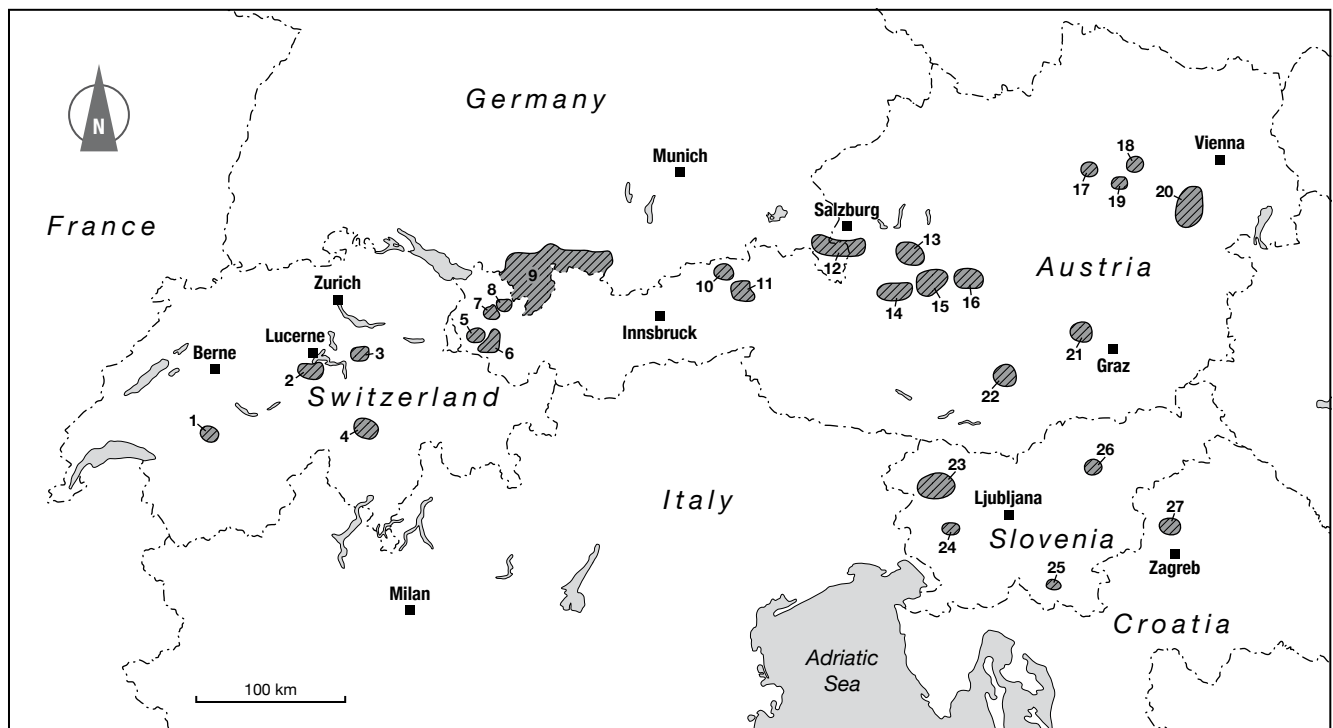 N
Germany
Munich
France
Salzburg
Vienna
Austria
Zurich
Lucerne
Berne
Switzerland
Innsbruck
Graz
Italy
Ljubljana
Slovenia
Zagreb
Croatia
Milan
Adriatic
Sea
100 km
1
2
3
4
5
6
7
8
9
10
11
12
13
14
15
16
17
18
19
20
21
22
23
24
25
26
27